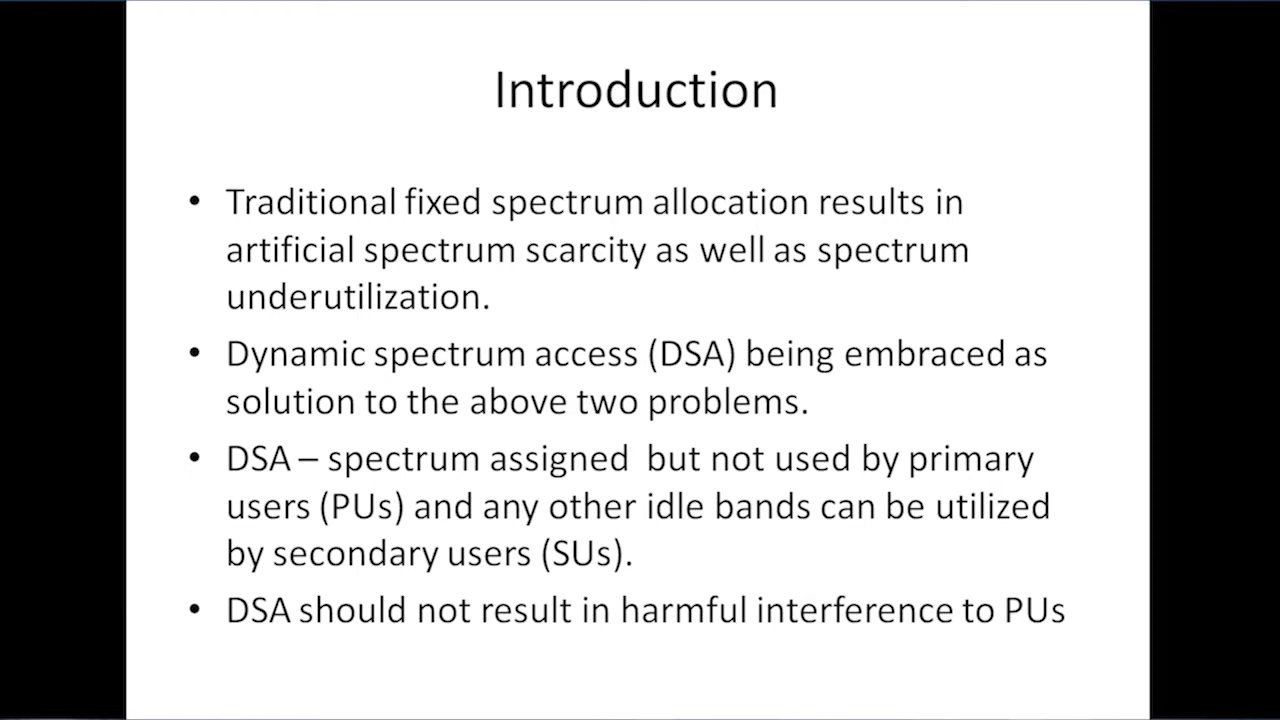 Introduction
• Traditional fixed spectrum allocation results in
artificial spectrum scarcity as well as spectrum
underutilization.
• Dynamic spectrum access (DSA) being embraced as
solution to the above two problems.
• DSA – spectrum assigned  but not used by primary
users (PUs) and any other idle bands can be utilized
by secondary users (SUs).
• DSA should not result in harmful interference to PUs